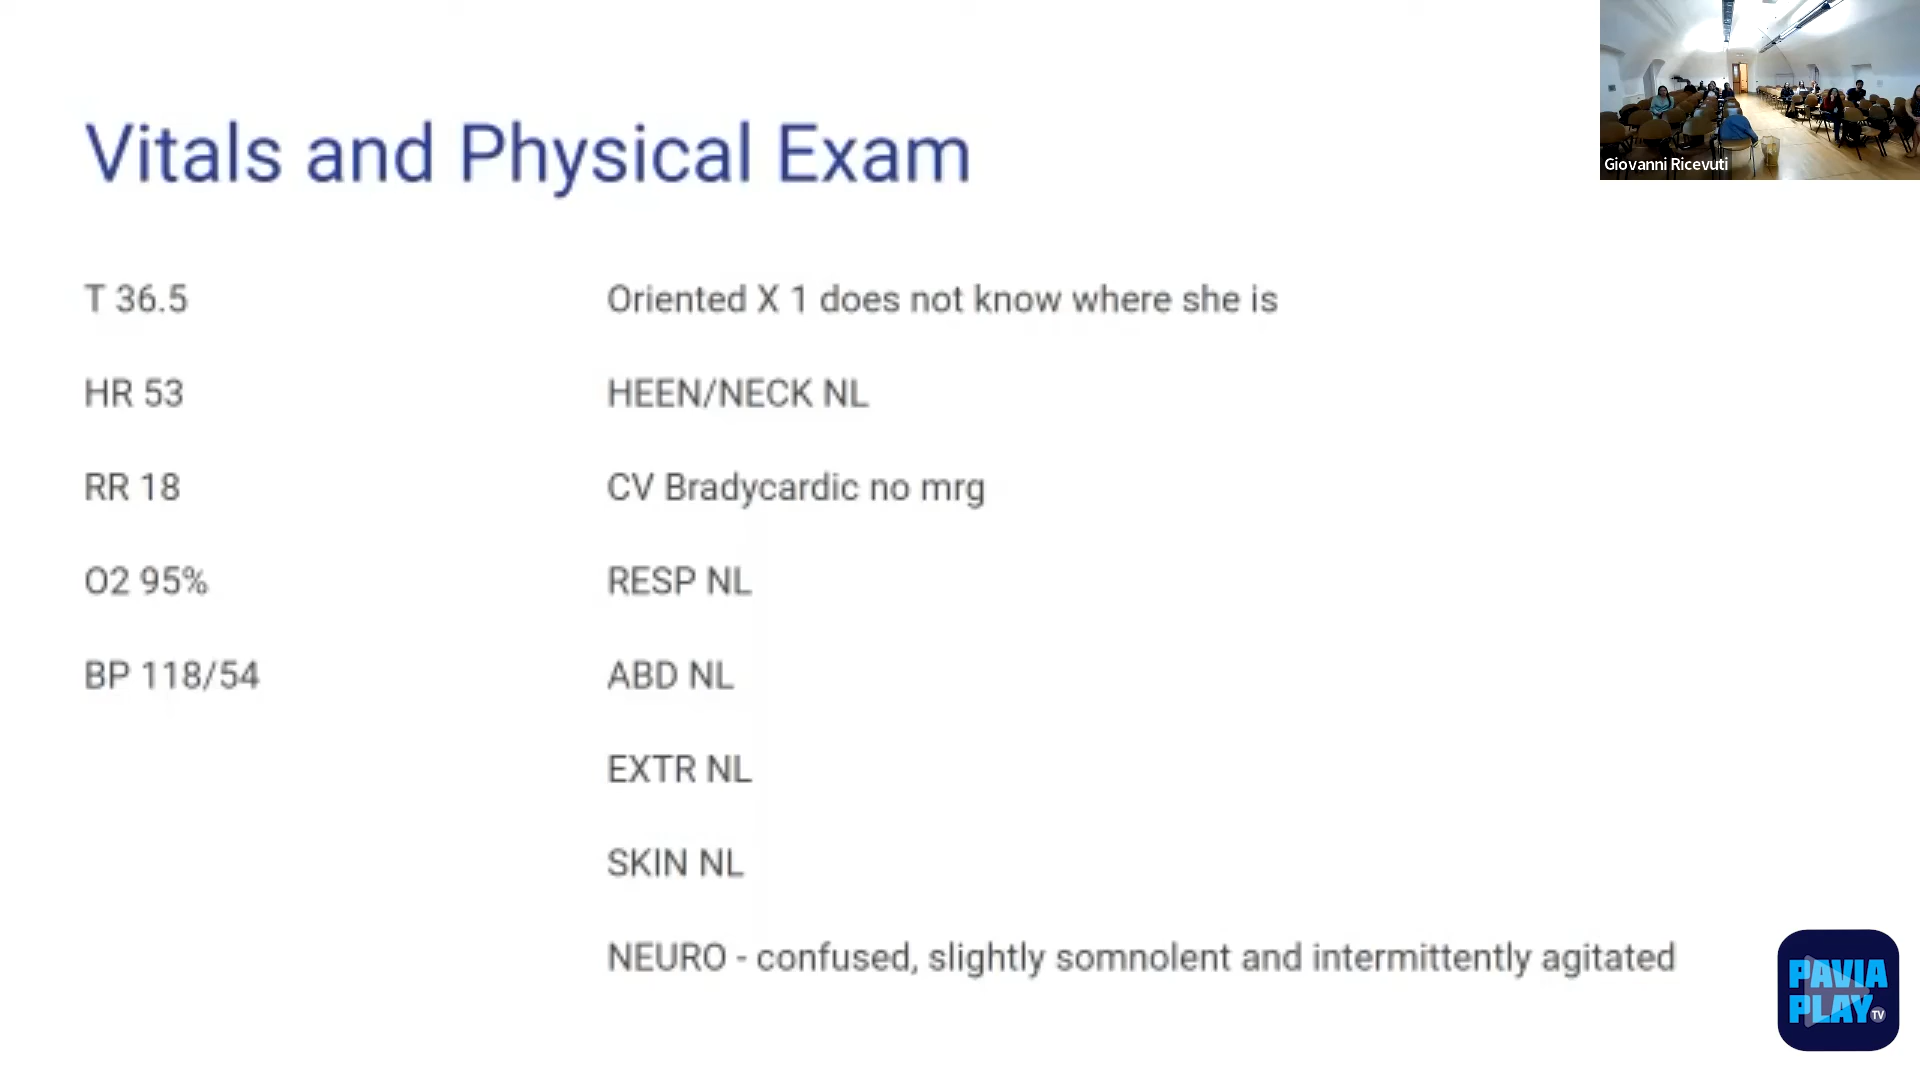 Vitals and Physical Exam
T 36.5
HR 53
RR 18
O2 95%
BP 118/54
Oriented X 1 does not know where she is
HEEN/NECK NL
CV Bradycardic no mrg
RESP NL
ABD NL
EXTR NL
SKIN NL
NEURO - confused, slightly somnolent and intermittently agitated
Giovanni Ricevuti
PAVIA
PLAY TV